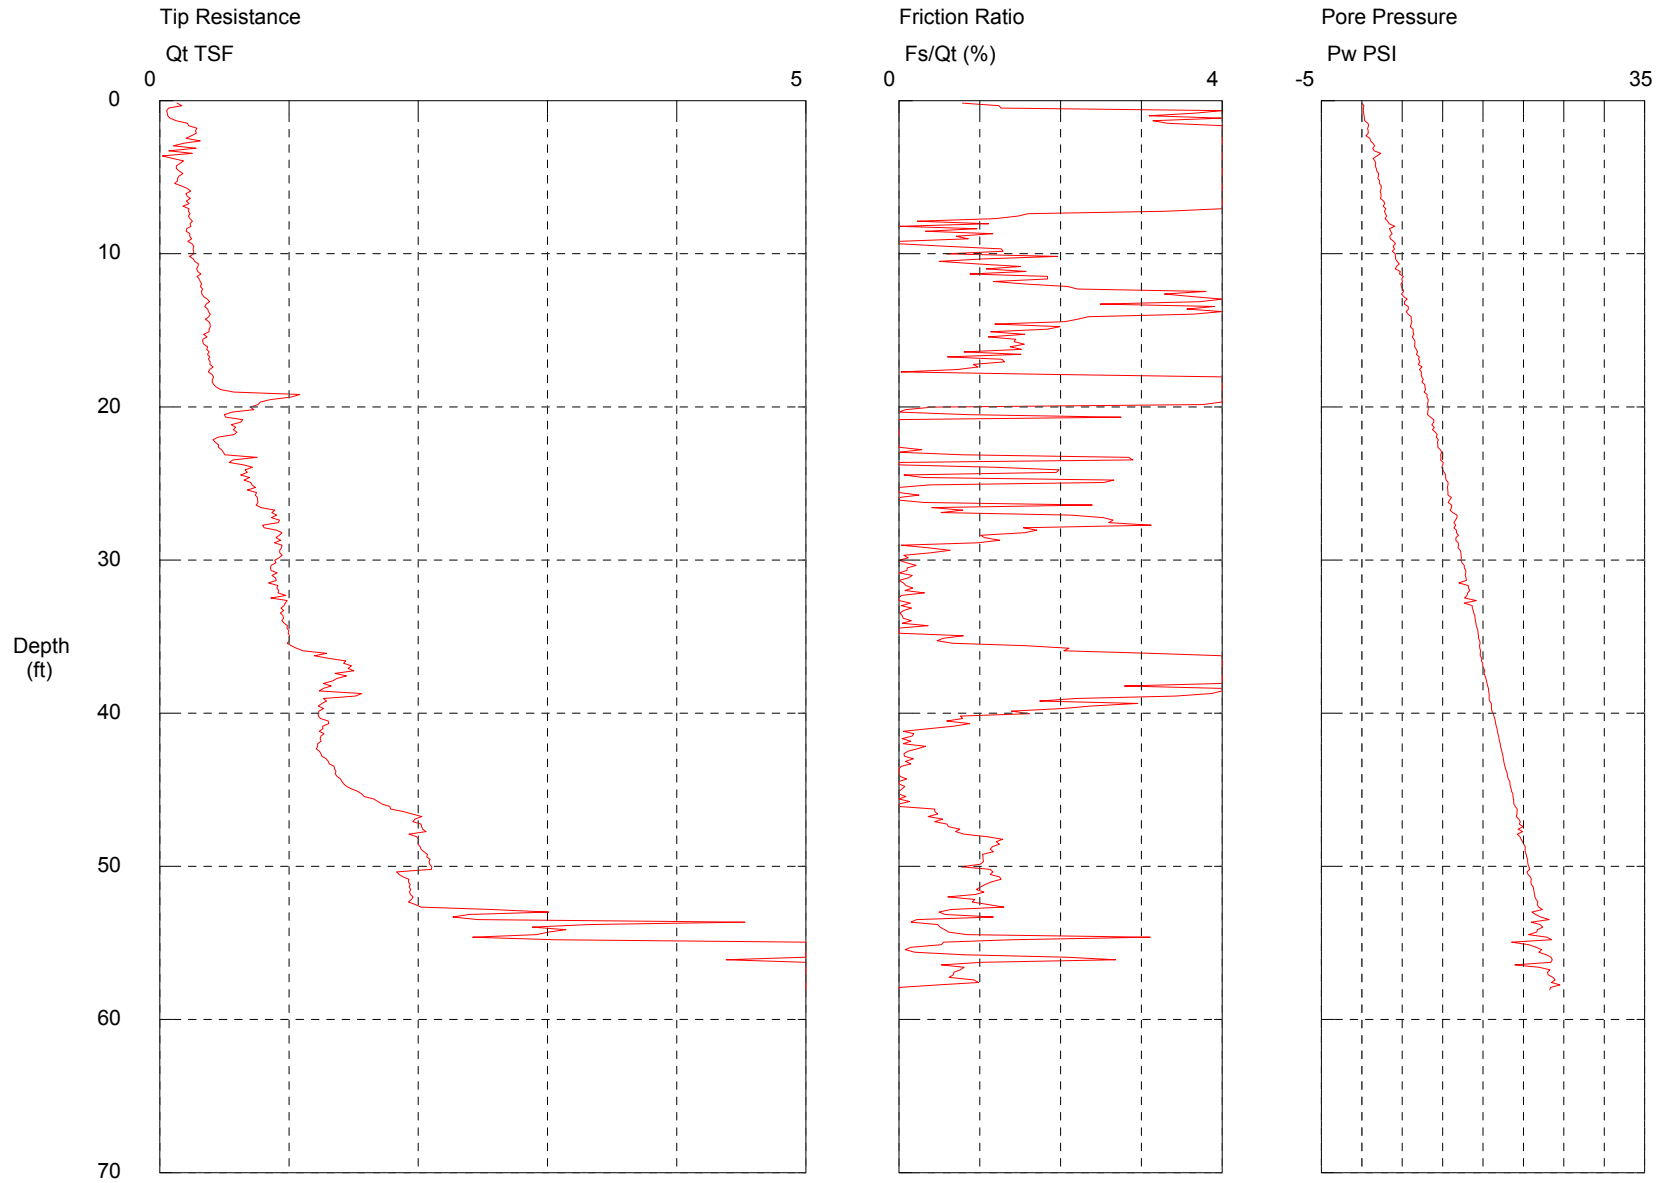 Tip Resistance
Qt TSF
0 5
Friction Ratio
Fs/Qt (%)
0 4
Pore Pressure
Pw PSI
-5 35
0
10
20
30
Depth
(ft)
40
50
60
70